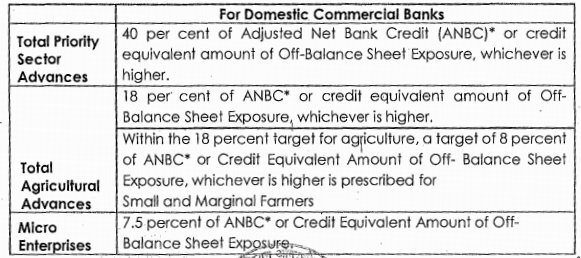 For Domestic Commercial Banks
Total Priority
Sector
Advances
40 per cent of Adjusted Net Bank Credit (ANBC)* or credit
equivalent amount of Off-Balance Sheet Exposure, whichever is
higher.
Total
Agricultural
Advances
18 per cent of ANBC* or credit equivalent amount of Off-
Balance Sheet Exposure, whichever is higher.
Within the 18 percent target for agriculture, a target of 8 percent
of ANBC* or Credit Equivalent Amount of Off- Balance Sheet
Exposure, whichever is higher is prescribed for
Small and Marginal Farmers
Micro
Enterprises
7.5 percent of ANBC* or Credit Equivalent Amount of Off-
Balance Sheet Exposure.